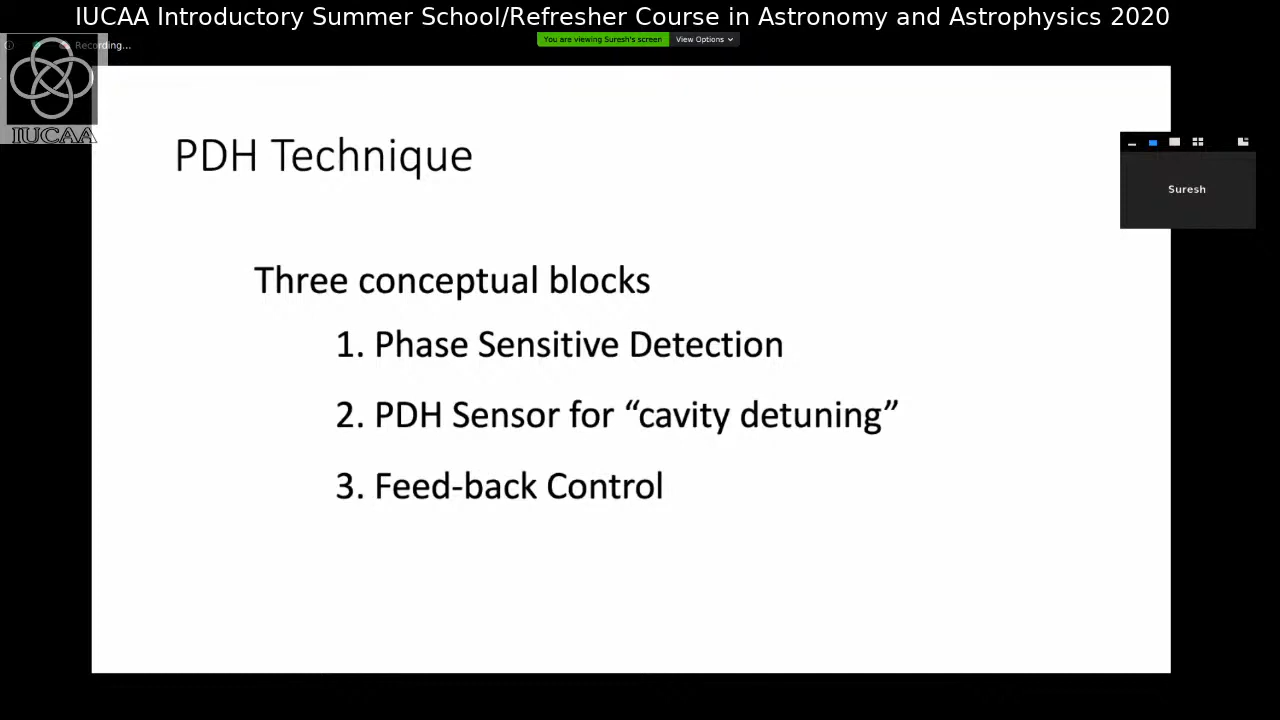 IUCAA Introductory Summer School/Refresher Course in Astronomy and Astrophysics 2020
Recording...
You are viewing Suresh's screen
View Options
IUCAA
PDH Technique
Suresh
Three conceptual blocks
1. Phase Sensitive Detection
2. PDH Sensor for “cavity detuning”
3. Feed-back Control